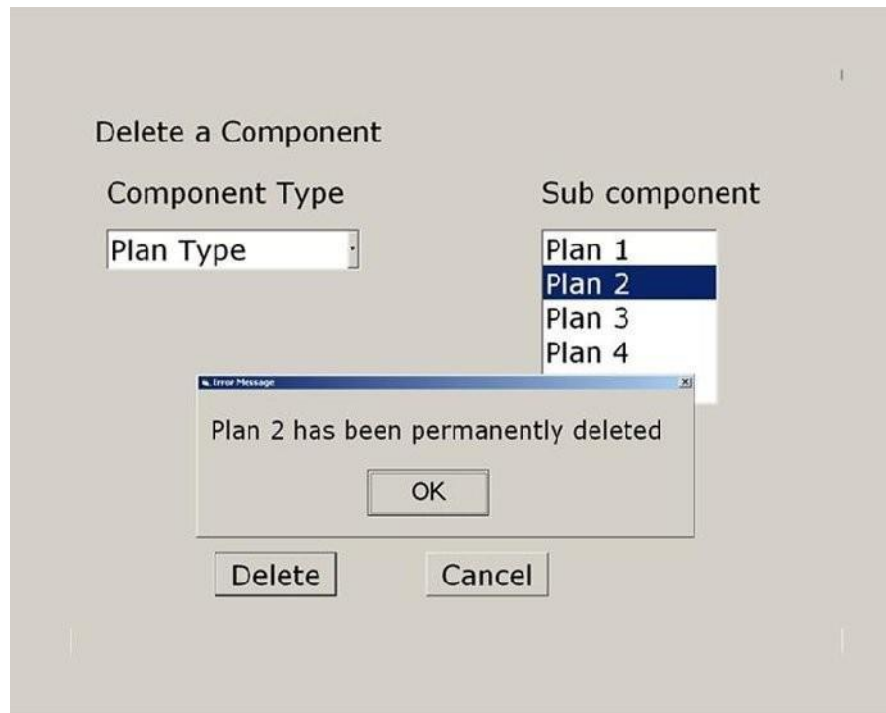 Delete a Component
Component Type
Sub component
Plan Type
Plan 1
Plan 2
Plan 3
Plan 4
Error Message
Plan 2 has been permanently deleted
OK
Delete
Cancel